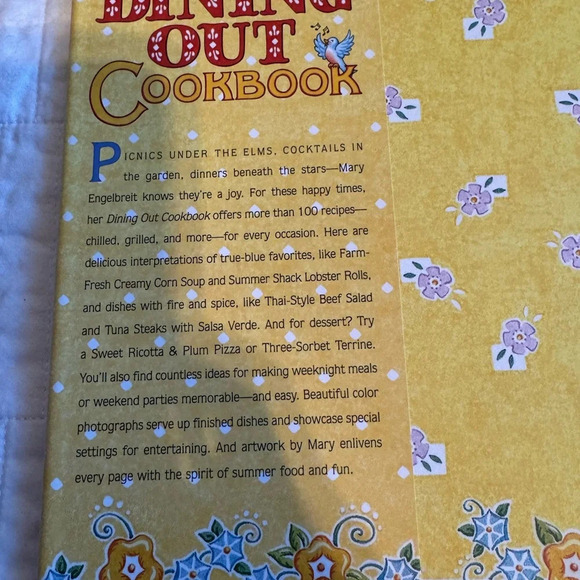 DINING
OUT
COOKBOOK
PICNICS UNDER THE ELMS, COCKTAILS IN
the garden, dinners beneath the stars—Mary
Engelbreit knows they're a joy. For these happy times,
her Dining Out Cookbook offers more than 100 recipes—
chilled, grilled, and more—for every occasion. Here are
delicious interpretations of true-blue favorites, like Farm-
Fresh Creamy Corn Soup and Summer Shack Lobster Rolls,
and dishes with fire and spice, like Thai-Style Beef Salad
and Tuna Steaks with Salsa Verde. And for dessert? Try
a Sweet Ricotta & Plum Pizza or Three-Sorbet Terrine.
You'll also find countless ideas for making weeknight meals
or weekend parties memorable—and easy. Beautiful color
photographs serve up finished dishes and showcase special
settings for entertaining. And artwork by Mary enlivens
every page with the spirit of summer food and fun.